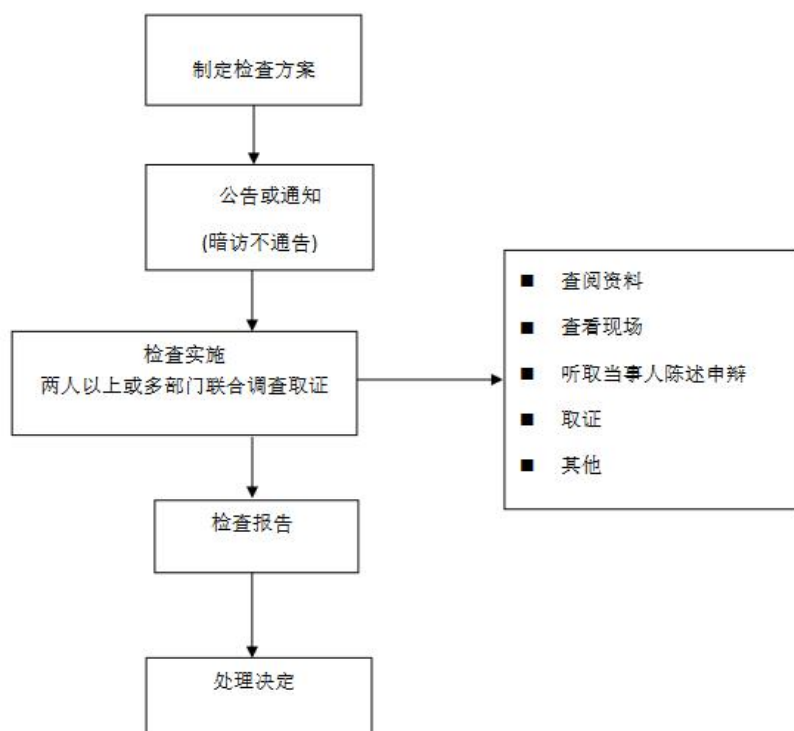 制定检查方案
公告或通知
(暗访不通告)
检查实施
两人以上或多部门联合调查取证
■ 查阅资料
■ 查看现场
■ 听取当事人陈述申辩
■ 取证
■ 其他
检查报告
处理决定